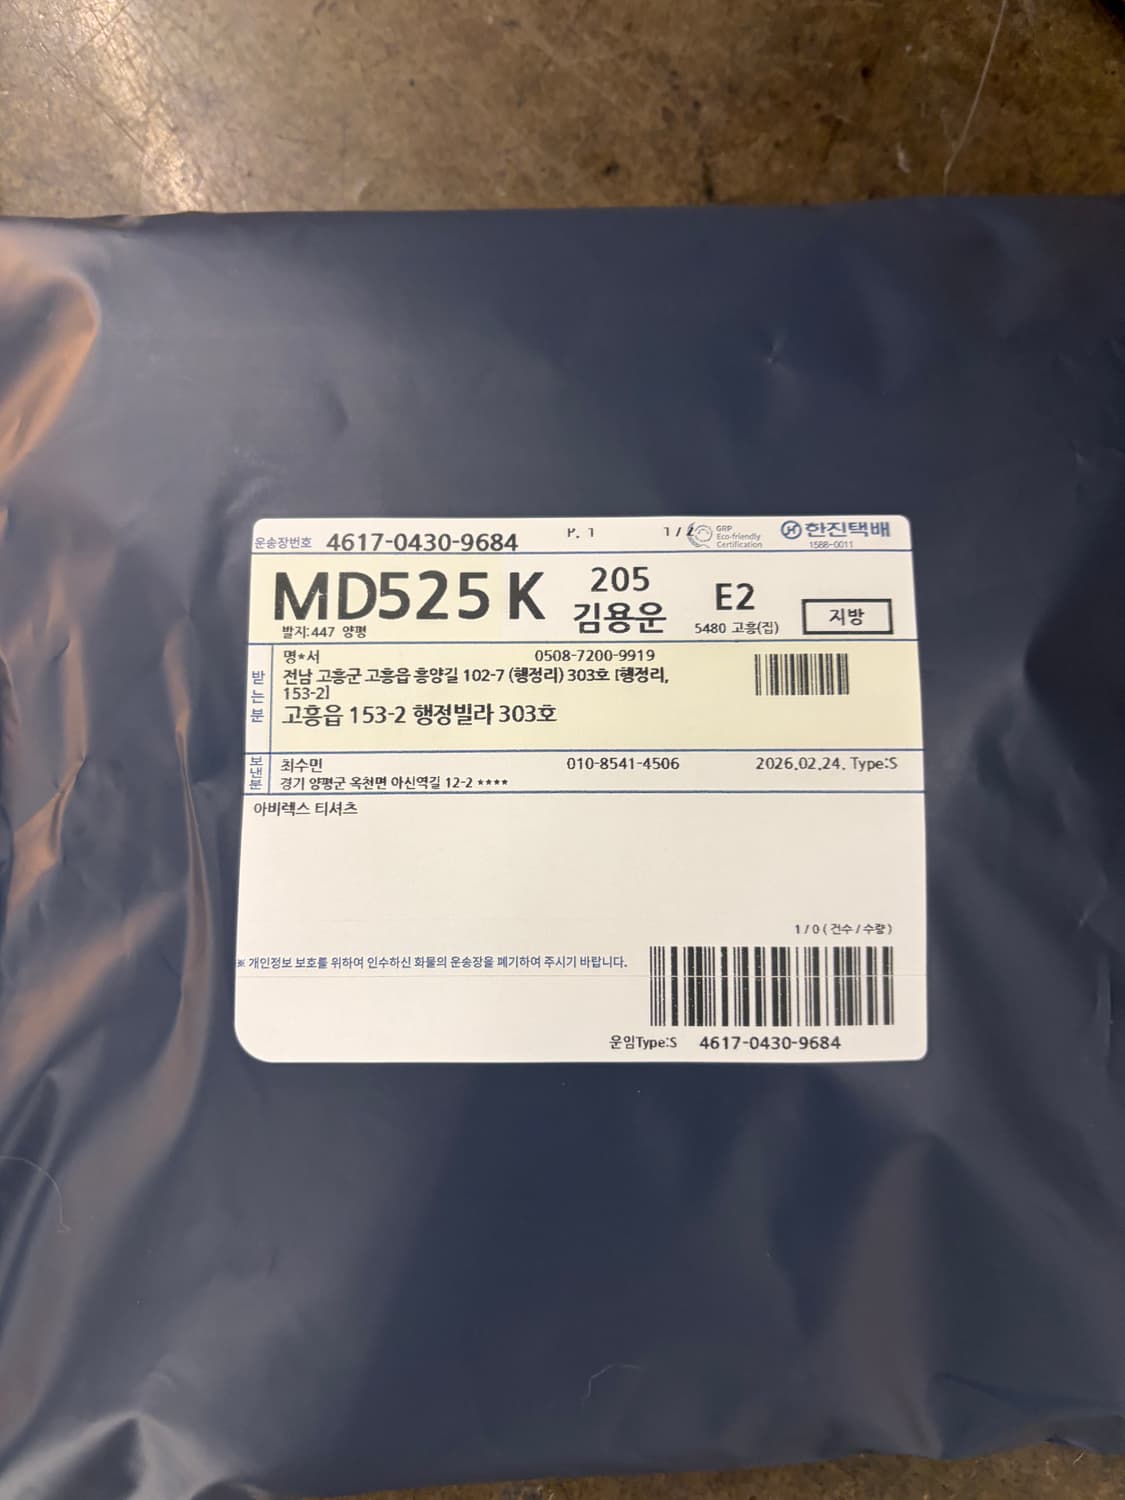 운송장번호 4617-0430-9684 P. 1 1 / 2 GRP Eco-friendly Certification 한진택배 1588-0011
MD525 K 205 김용운 E2 5480 고흥(집) 지방
발지:447 양평
받는분
명*서 0508-7200-9919
전남 고흥군 고흥읍 흥양길 102-7 (행정리) 303호 [행정리,
153-2]
고흥읍 153-2 행정빌라 303호
보낸분
최수민 010-8541-4506 2026.02.24. Type:S
경기 양평군 옥천면 아신역길 12-2 ****
아비렉스 티셔츠
1 / 0 ( 건수 / 수량 )
※ 개인정보 보호를 위하여 인수하신 화물의 운송장을 폐기하여 주시기 바랍니다.
운임Type:S 4617-0430-9684